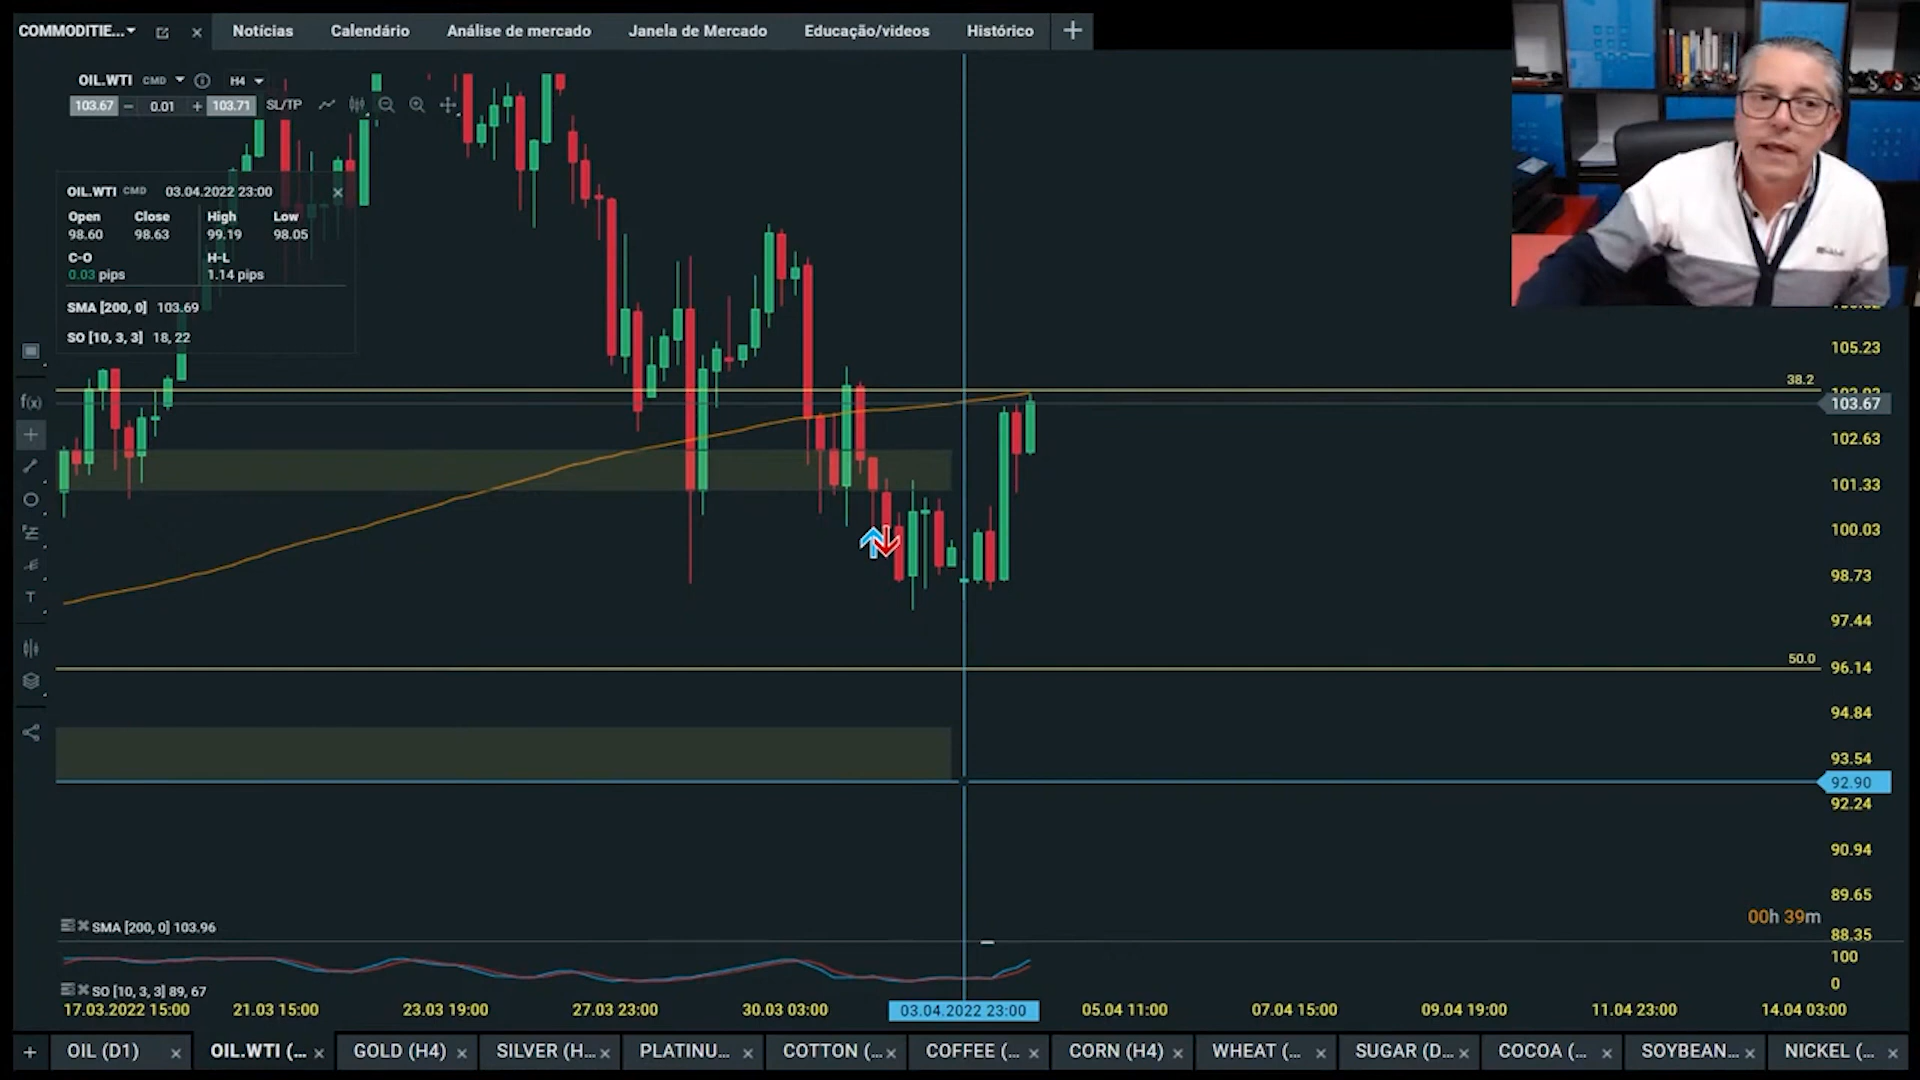 COMMODITIE...
Notícias
Calendário
Análise de mercado
Janela de Mercado
Educação/videos
Histórico
OIL.WTI CMD H4
103.67 − 0.01 + 103.71 SL/TP
OIL.WTI CMD 03.04.2022 23:00
Open Close High Low
98.60 98.63 99.19 98.05
C-O H-L
0.03 pips 1.14 pips
SMA [200, 0] 103.69
SO [10, 3, 3] 18, 22
f(x)
T
105.23
38.2
103.67
102.63
101.33
100.03
98.73
97.44
50.0
96.14
94.84
93.54
92.90
92.24
90.94
89.65
00h 39m
88.35
SMA [200, 0] 103.96
100
0
SO [10, 3, 3] 89, 67
17.03.2022 15:00 21.03 15:00 23.03 19:00 27.03 23:00 30.03 03:00 03.04.2022 23:00 05.04 11:00 07.04 15:00 09.04 19:00 11.04 23:00 14.04 03:00
OIL (D1) OIL.WTI (... GOLD (H4) SILVER (H... PLATINU... COTTON (... COFFEE (... CORN (H4) WHEAT (... SUGAR (D... COCOA (... SOYBEAN... NICKEL (...